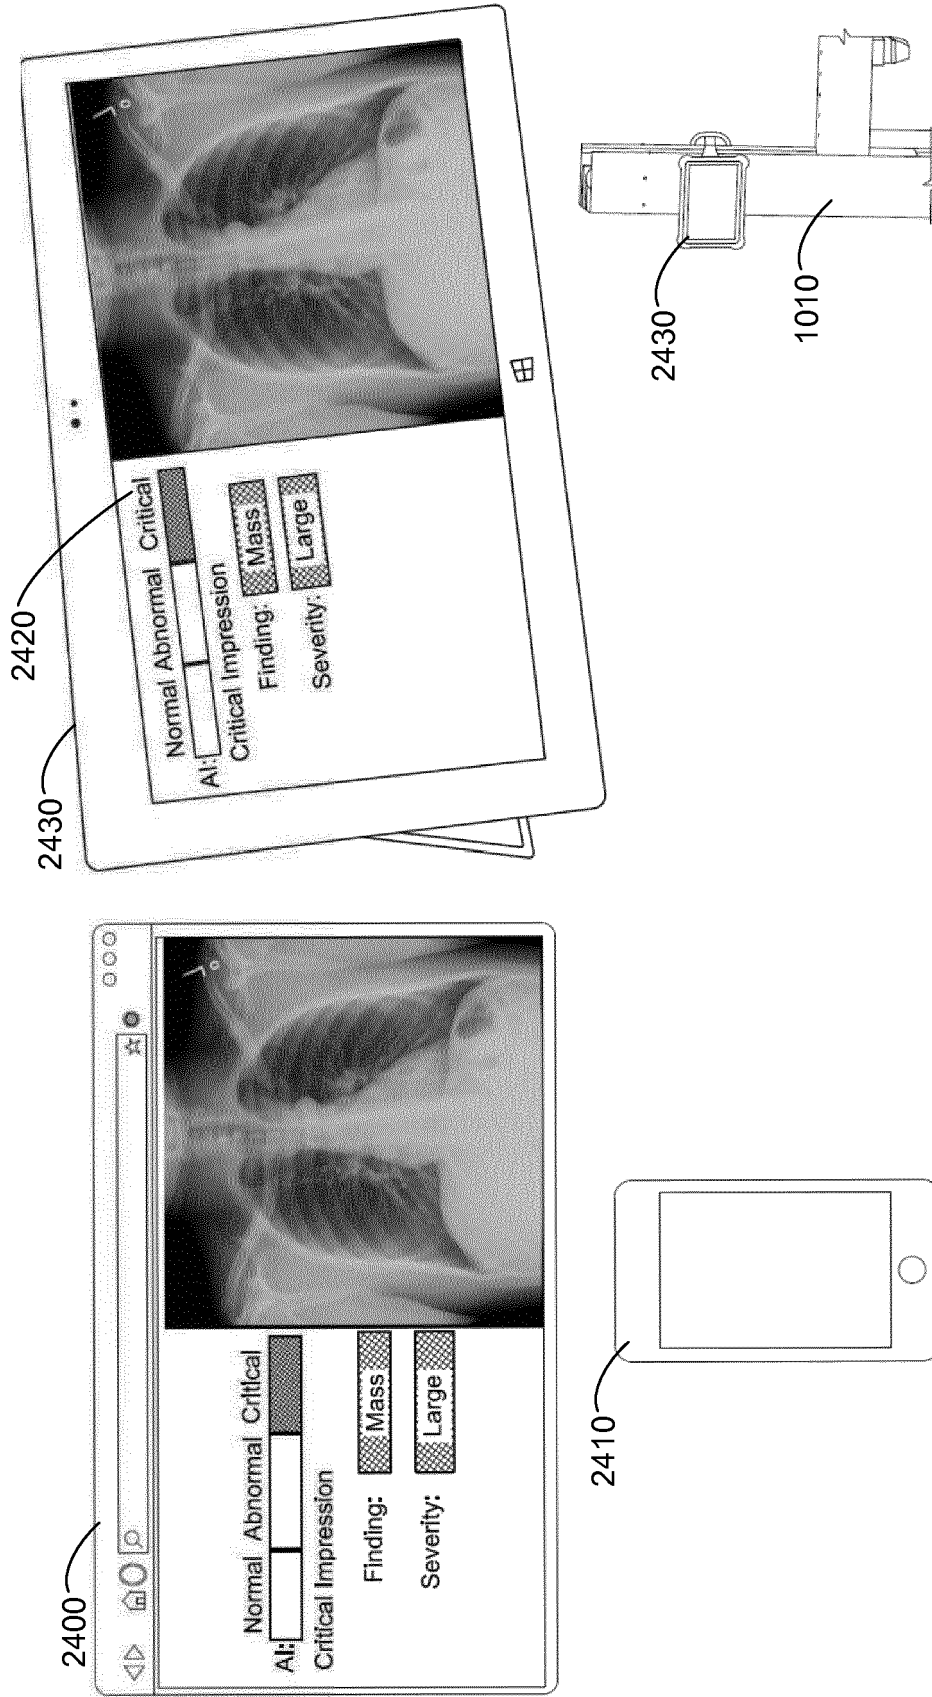 2400
AI:
Normal Abnormal Critical
Critical Impression
Finding: Mass
Severity: Large
L
2410
2430
2420
Normal Abnormal Critical
AI:
Critical Impression
Finding: Mass
Severity: Large
L
2430
1010